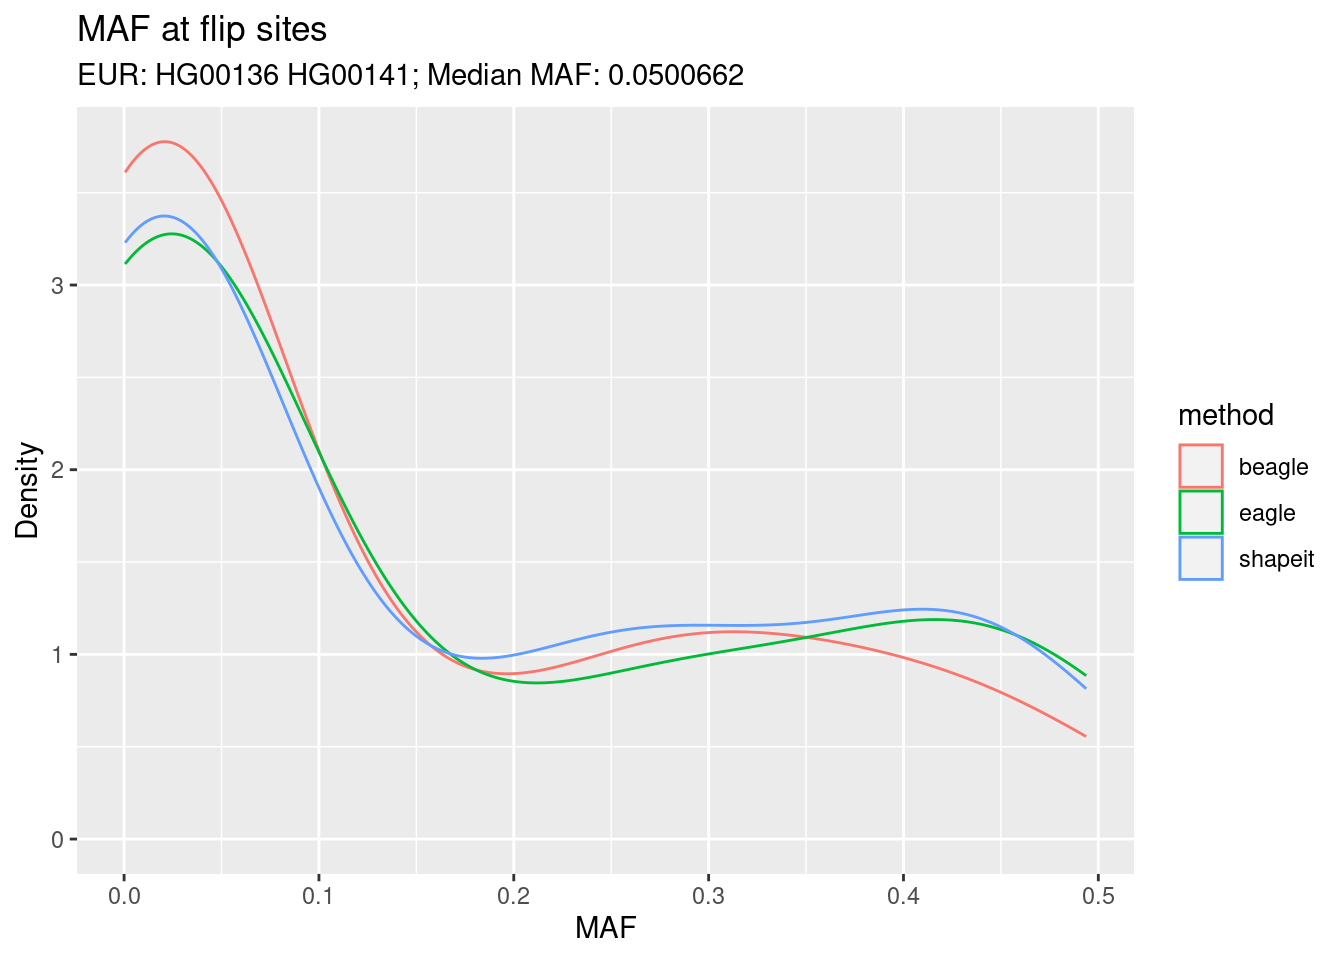 MAF at flip sites
EUR: HG00136 HG00141; Median MAF: 0.0500662
Density
3
2
1
0
0.0 0.1 0.2 0.3 0.4 0.5
MAF
method
beagle
eagle
shapeit